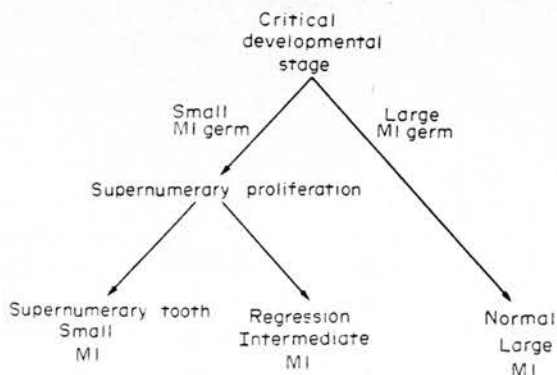 Critical
developmental
stage
Small
MI germ
Large
MI germ
Supernumerary proliferation
Supernumerary tooth
Small
MI
Regression
Intermediate
MI
Normal
Large
MI